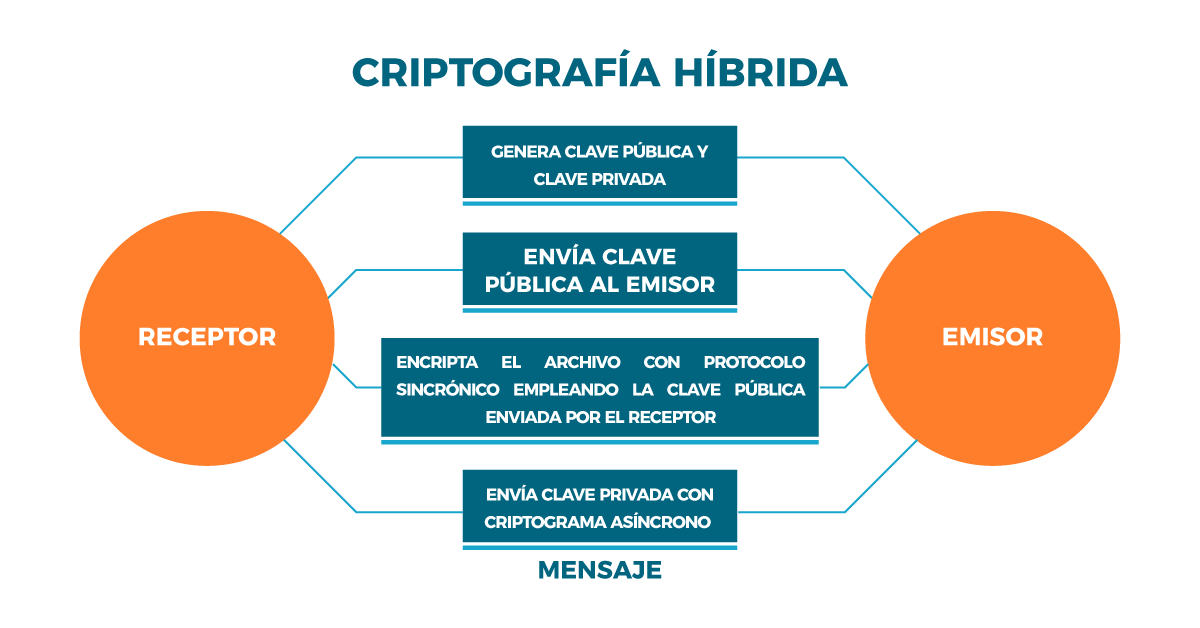 CRIPTOGRAFÍA HÍBRIDA
GENERA CLAVE PÚBLICA Y
CLAVE PRIVADA
ENVÍA CLAVE
PÚBLICA AL EMISOR
RECEPTOR
EMISOR
ENCRIPTA EL ARCHIVO CON PROTOCOLO
SINCRÓNICO EMPLEANDO LA CLAVE PÚBLICA
ENVIADA POR EL RECEPTOR
ENVÍA CLAVE PRIVADA CON
CRIPTOGRAMA ASÍNCRONO
MENSAJE